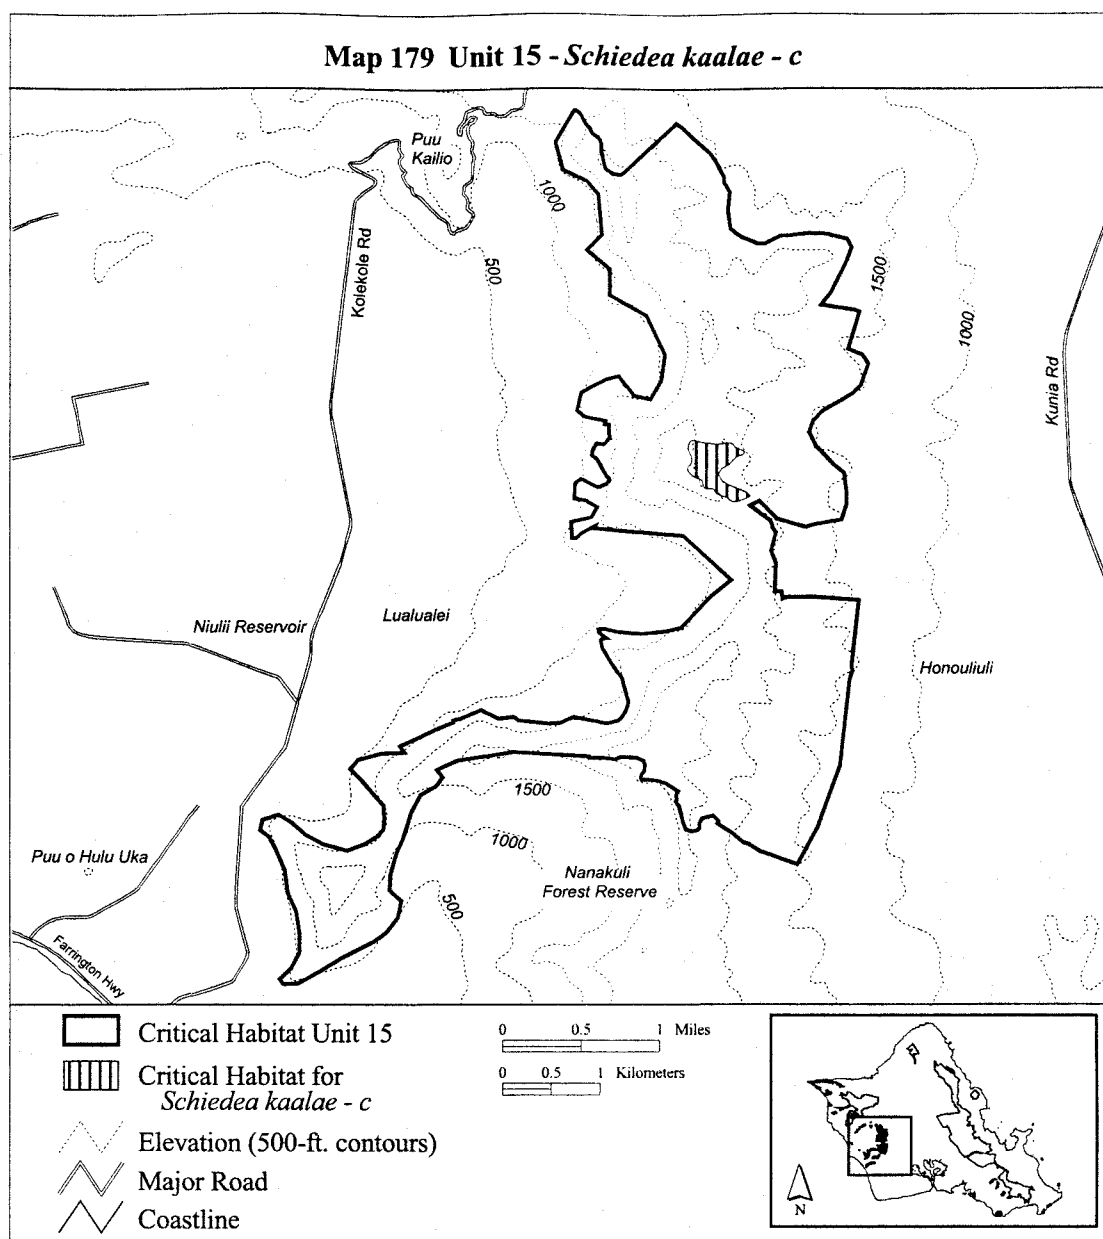 Map 179 Unit 15 - Schiedea kaalae - c
Puu
Kailio
1000
500
Kolekole Rd
1500
1000
Kunia Rd
Niulii Reservoir
Lualualei
Honouliuli
1500
1000
500
Puu o Hulu Uka
Nanakuli
Forest Reserve
Farrington Hwy
Critical Habitat Unit 15
Critical Habitat for
Schiedea kaalae - c
Elevation (500-ft. contours)
Major Road
Coastline
0 0.5 1 Miles
0 0.5 1 Kilometers
N